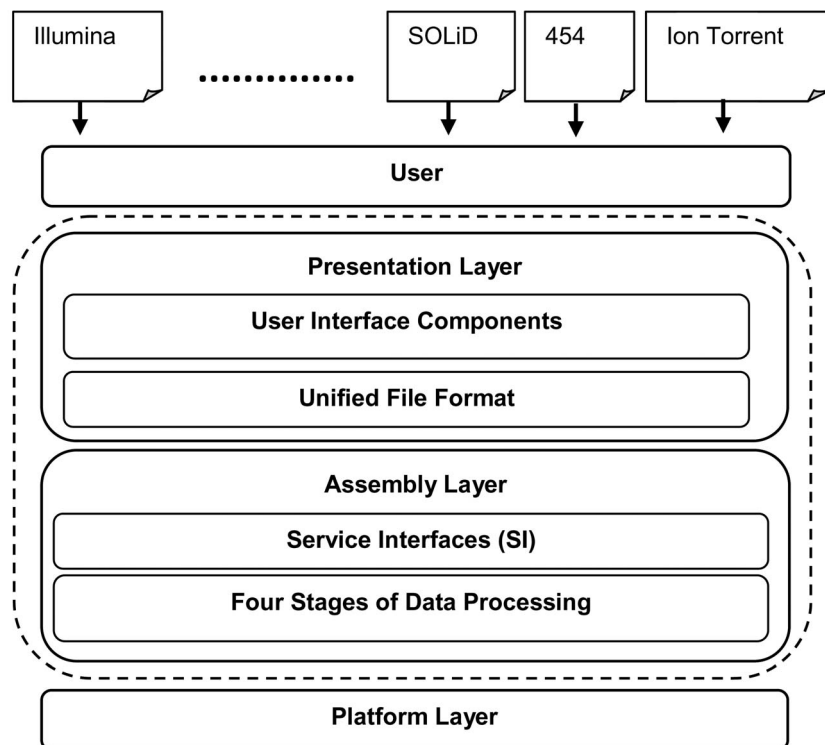 Illumina
SOLiD
454
Ion Torrent
User
Presentation Layer
User Interface Components
Unified File Format
Assembly Layer
Service Interfaces (SI)
Four Stages of Data Processing
Platform Layer